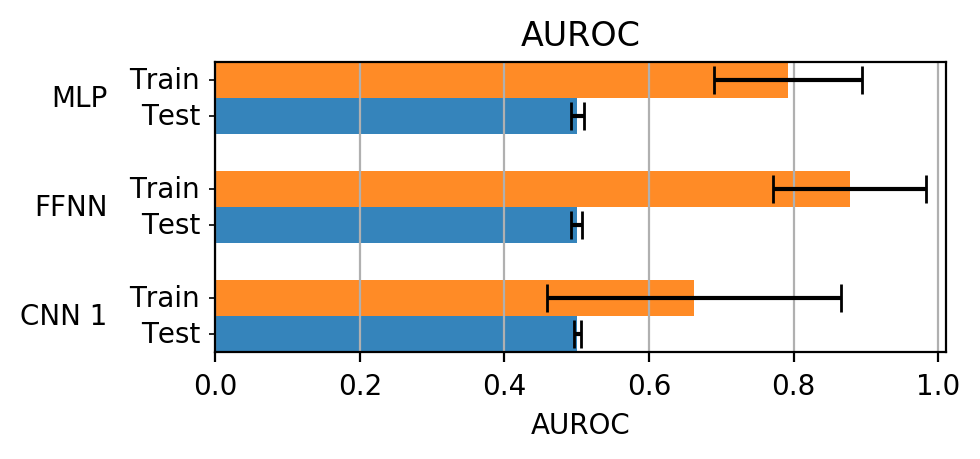 AUROC
MLP
Train
Test
FFNN
Train
Test
CNN 1
Train
Test
0.0 0.2 0.4 0.6 0.8 1.0
AUROC